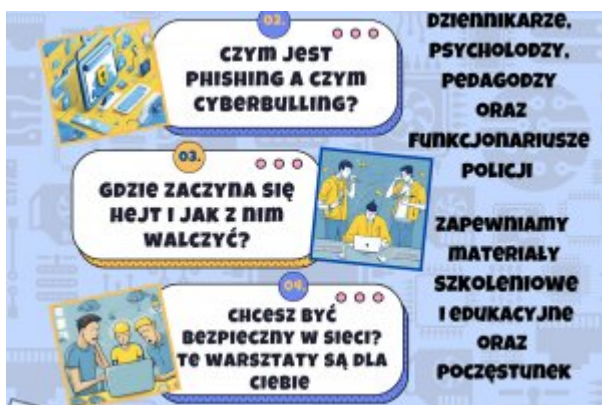 02.
CZYM JEST
PHISHING A CZYM
CYBERBULLING?
03.
GDZIE ZACZYNA SIĘ
HEJT I JAK Z NIM
WALCZYĆ?
04.
CHCESZ BYĆ
BEZPIECZNY W SIECI?
TE WARSZTATY SĄ DLA
CIEBIE
DZIENNIKARZE,
PSYCHOLODZY,
PEDAGODZY
ORAZ
FUNKCJONARIUSZE
POLICJI
ZAPEWNIAMY
MATERIAŁY
SZKOLENIOWE
I EDUKACYJNE
ORAZ
POCZĘSTUNEK